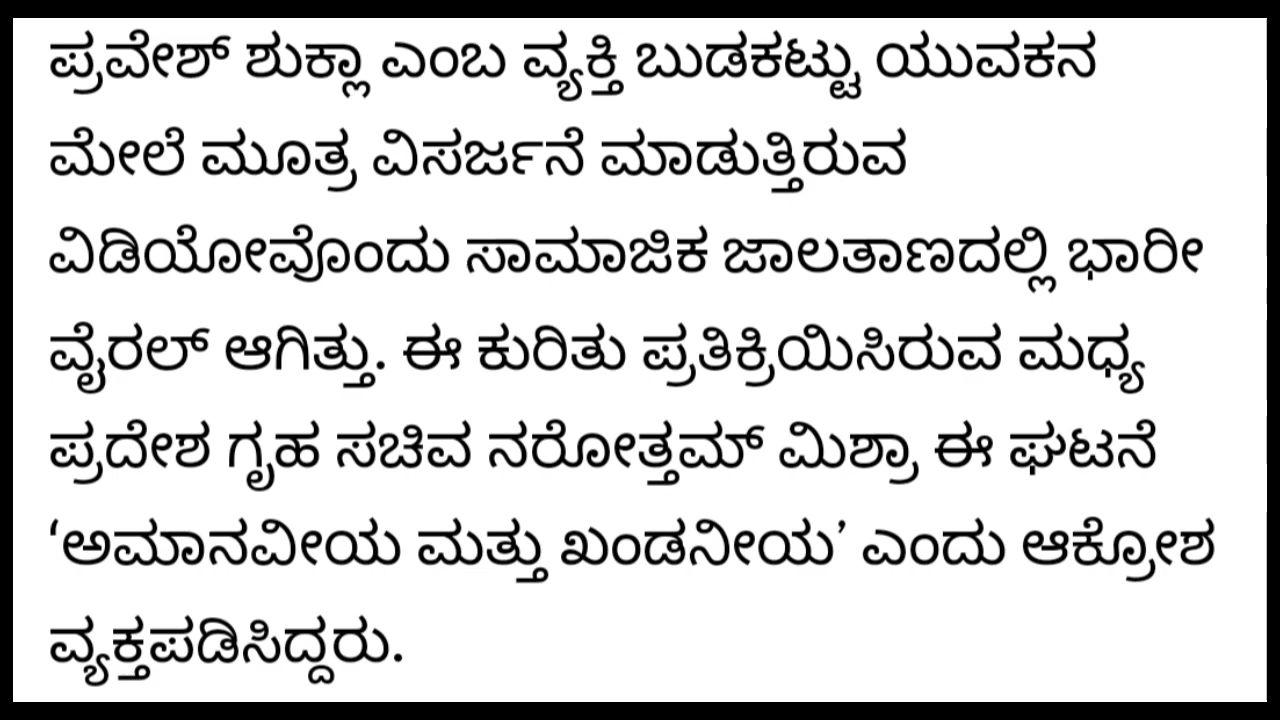 ಪ್ರವೇಶ್ ಶುಕ್ಲಾ ಎಂಬ ವ್ಯಕ್ತಿ ಬುಡಕಟ್ಟು ಯುವಕನ
ಮೇಲೆ ಮೂತ್ರ ವಿಸರ್ಜನೆ ಮಾಡುತ್ತಿರುವ
ವಿಡಿಯೋವೊಂದು ಸಾಮಾಜಿಕ ಜಾಲತಾಣದಲ್ಲಿ ಭಾರೀ
ವೈರಲ್ ಆಗಿತ್ತು. ಈ ಕುರಿತು ಪ್ರತಿಕ್ರಿಯಿಸಿರುವ ಮಧ್ಯ
ಪ್ರದೇಶ ಗೃಹ ಸಚಿವ ನರೋತ್ತಮ್ ಮಿಶ್ರಾ ಈ ಘಟನೆ
‘ಅಮಾನವೀಯ ಮತ್ತು ಖಂಡನೀಯ’ ಎಂದು ಆಕ್ರೋಶ
ವ್ಯಕ್ತಪಡಿಸಿದ್ದರು.